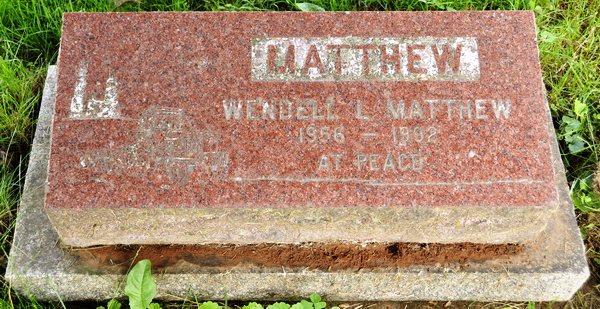 MATTHEW
WENDELL L. MATTHEW
1956 — 1992
AT PEACE